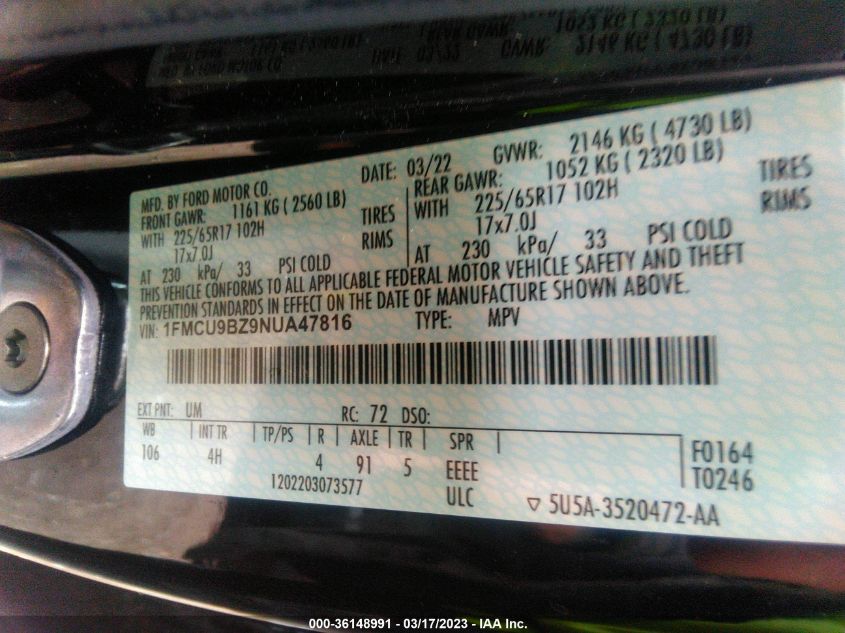 DATE: 03/22 GVWR: 2146 KG ( 4730 LB)
MFD. BY FORD MOTOR CO.
FRONT GAWR: 1161 KG ( 2560 LB)
WITH 225/65R17 102H TIRES
17x7.0J RIMS
AT 230 kPa/ 33 PSI COLD
REAR GAWR: 1052 KG ( 2320 LB)
WITH 225/65R17 102H TIRES
17x7.0J RIMS
AT 230 kPa/ 33 PSI COLD
THIS VEHICLE CONFORMS TO ALL APPLICABLE FEDERAL MOTOR VEHICLE SAFETY AND THEFT
PREVENTION STANDARDS IN EFFECT ON THE DATE OF MANUFACTURE SHOWN ABOVE.
VIN: 1FMCU9BZ9NUA47816 TYPE: MPV
EXT PNT: UM RC: 72 DSO:
WB INT TR TP/PS R AXLE TR SPR
106 4H 4 91 5 EEEE
F0164
T0246
1202203073577 ULC
▽ 5U5A-3520472-AA
000-36148991 - 03/17/2023 - IAA Inc.